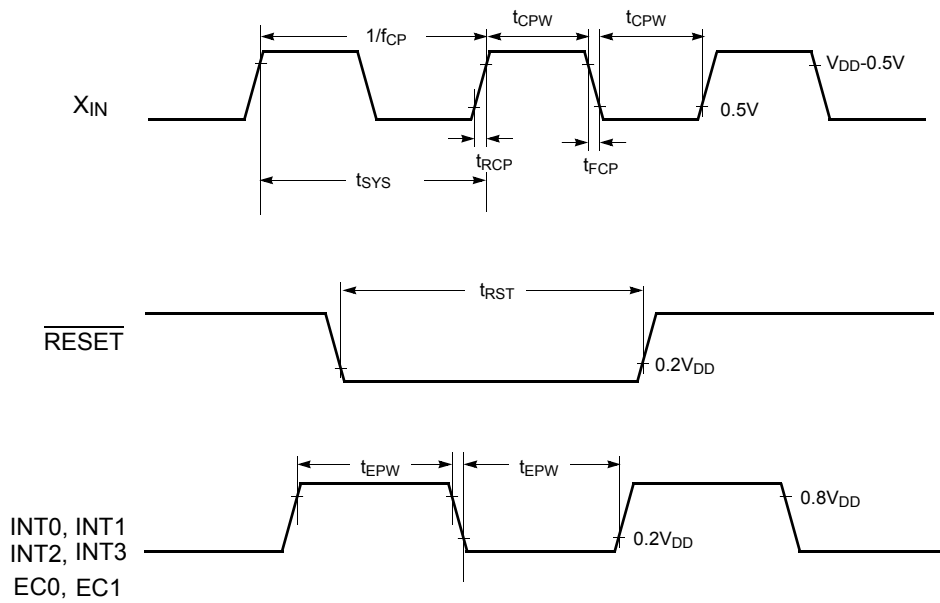 1/fCP tCPW tCPW
VDD-0.5V
XIN 0.5V
tRCP tFCP
tSYS
tRST
RESET
0.2VDD
tEPW tEPW
0.8VDD
INT0, INT1
0.2VDD
INT2, INT3
EC0, EC1